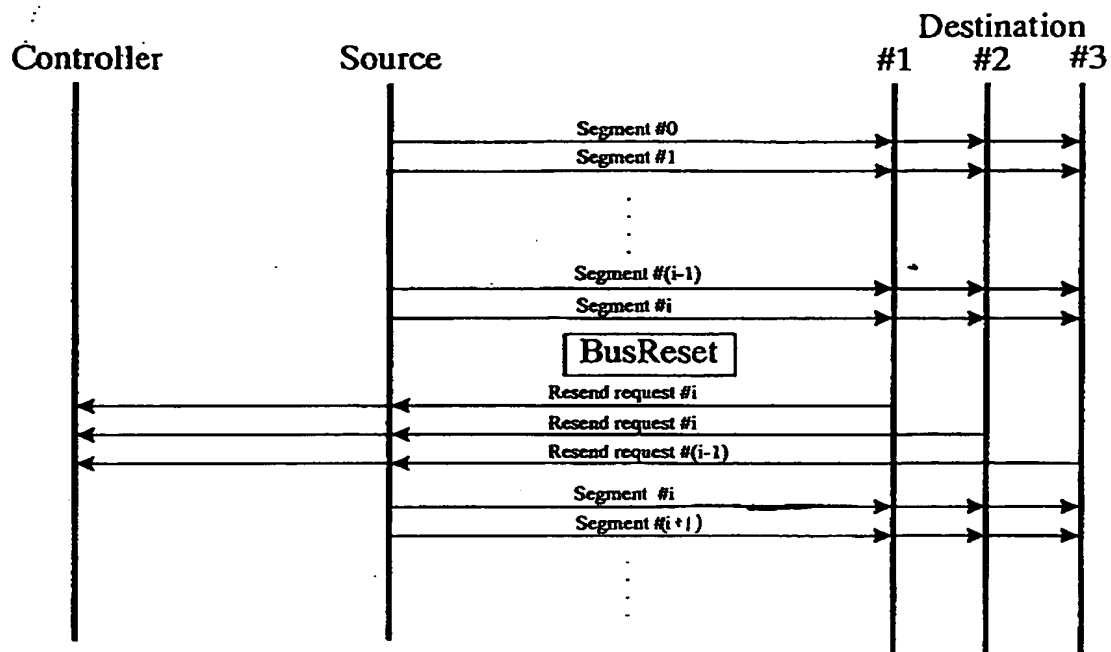 Destination
Controller Source #1 #2 #3
Segment #0
Segment #1
Segment #(i-1)
Segment #i
BusReset
Resend request #i
Resend request #i
Resend request #(i-1)
Segment #i
Segment #(i+1)